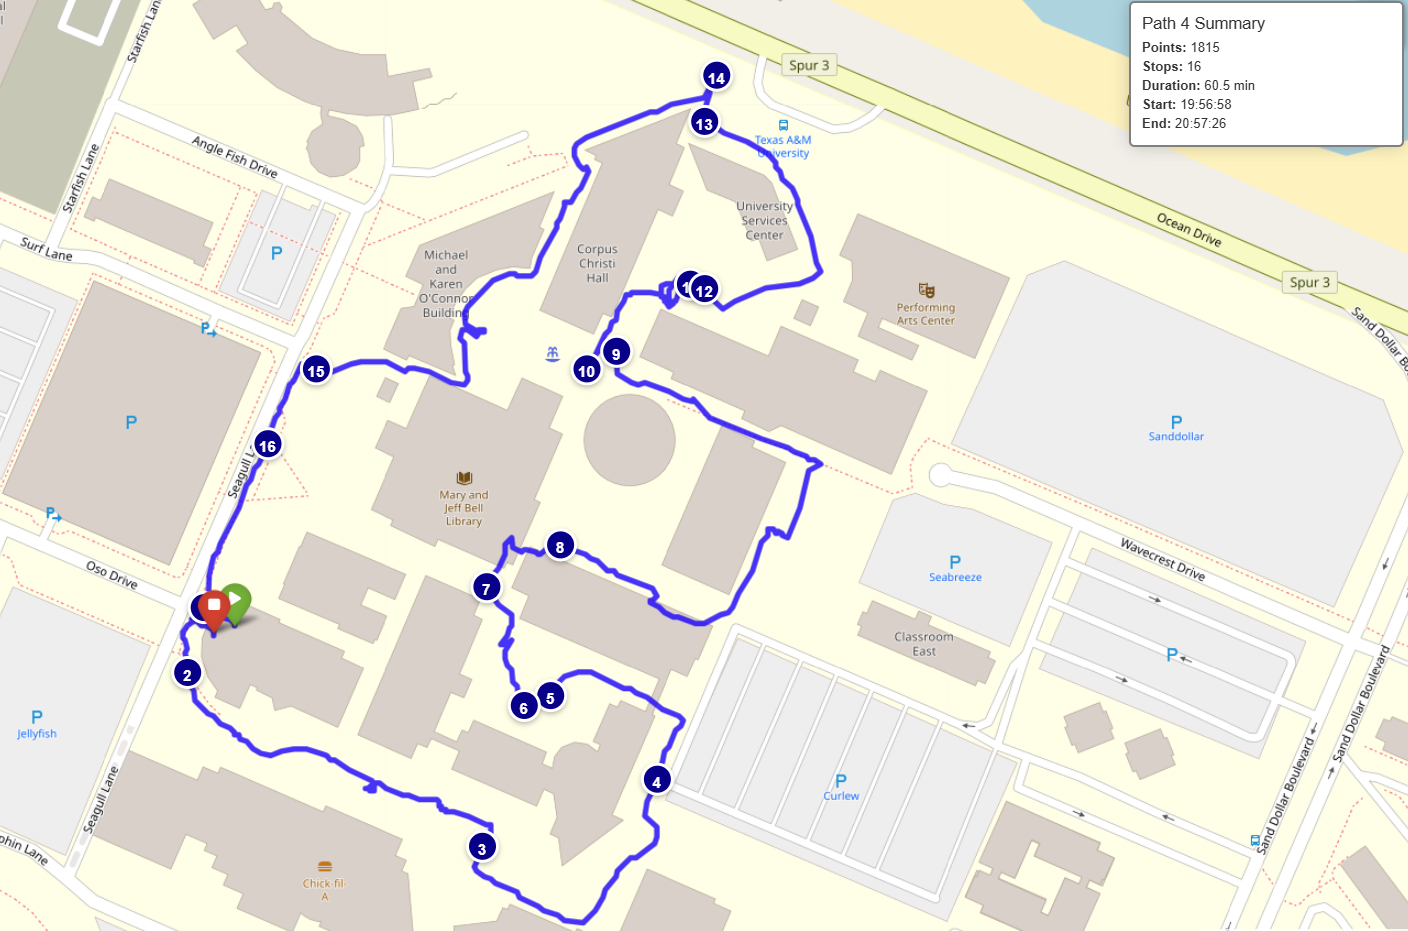 Path 4 Summary
Points: 1815
Stops: 16
Duration: 60.5 min
Start: 19:56:58
End: 20:57:26
Starfish Lane
Spur 3
14
13
Texas A&M
University
Angle Fish Drive
Starfish Lane
University
Services
Center
Ocean Drive
Surf Lane
P
Michael
and
Karen
O'Connor
Building
Corpus
Christi
Hall
Spur 3
12
Performing
Arts Center
Sand Dollar
P
9
10
15
P
16
P
Sanddollar
Seagull
Mary and
Jeff Bell
Library
P
Oso Drive
8
7
P
Seabreeze
Wavecrest Drive
Classroom
East
P
2
6
5
P
Jellyfish
4
P
Curlew
Sand Dollar Boulevard
Sand Dollar Boulevard
Seagull Lane
3
phin Lane
Chick-fil-
A